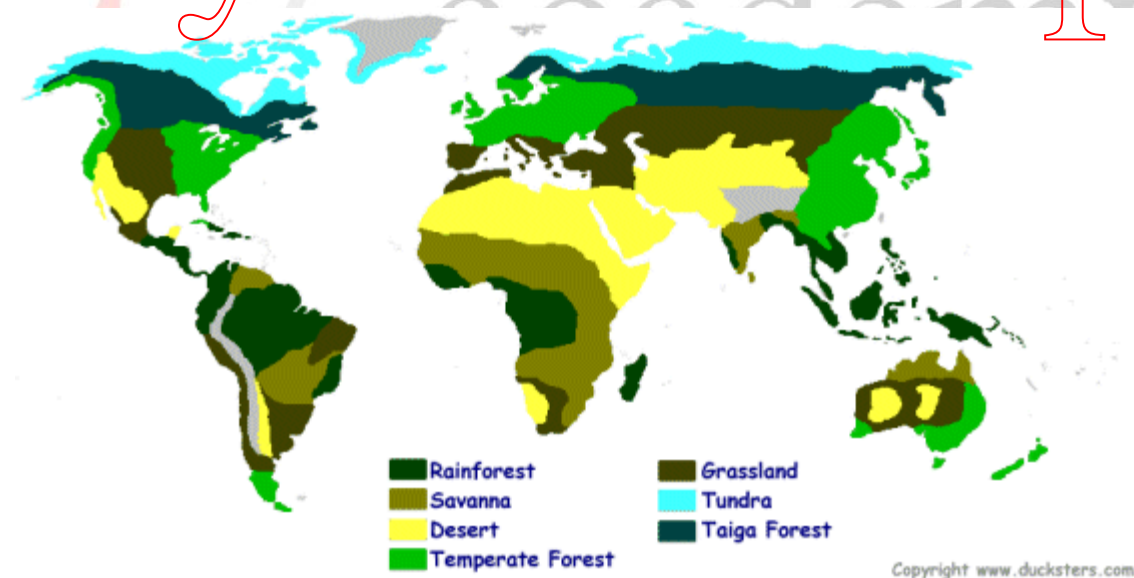 Rainforest
Savanna
Desert
Temperate Forest
Grassland
Tundra
Taiga Forest
Copyright www.ducksters.com